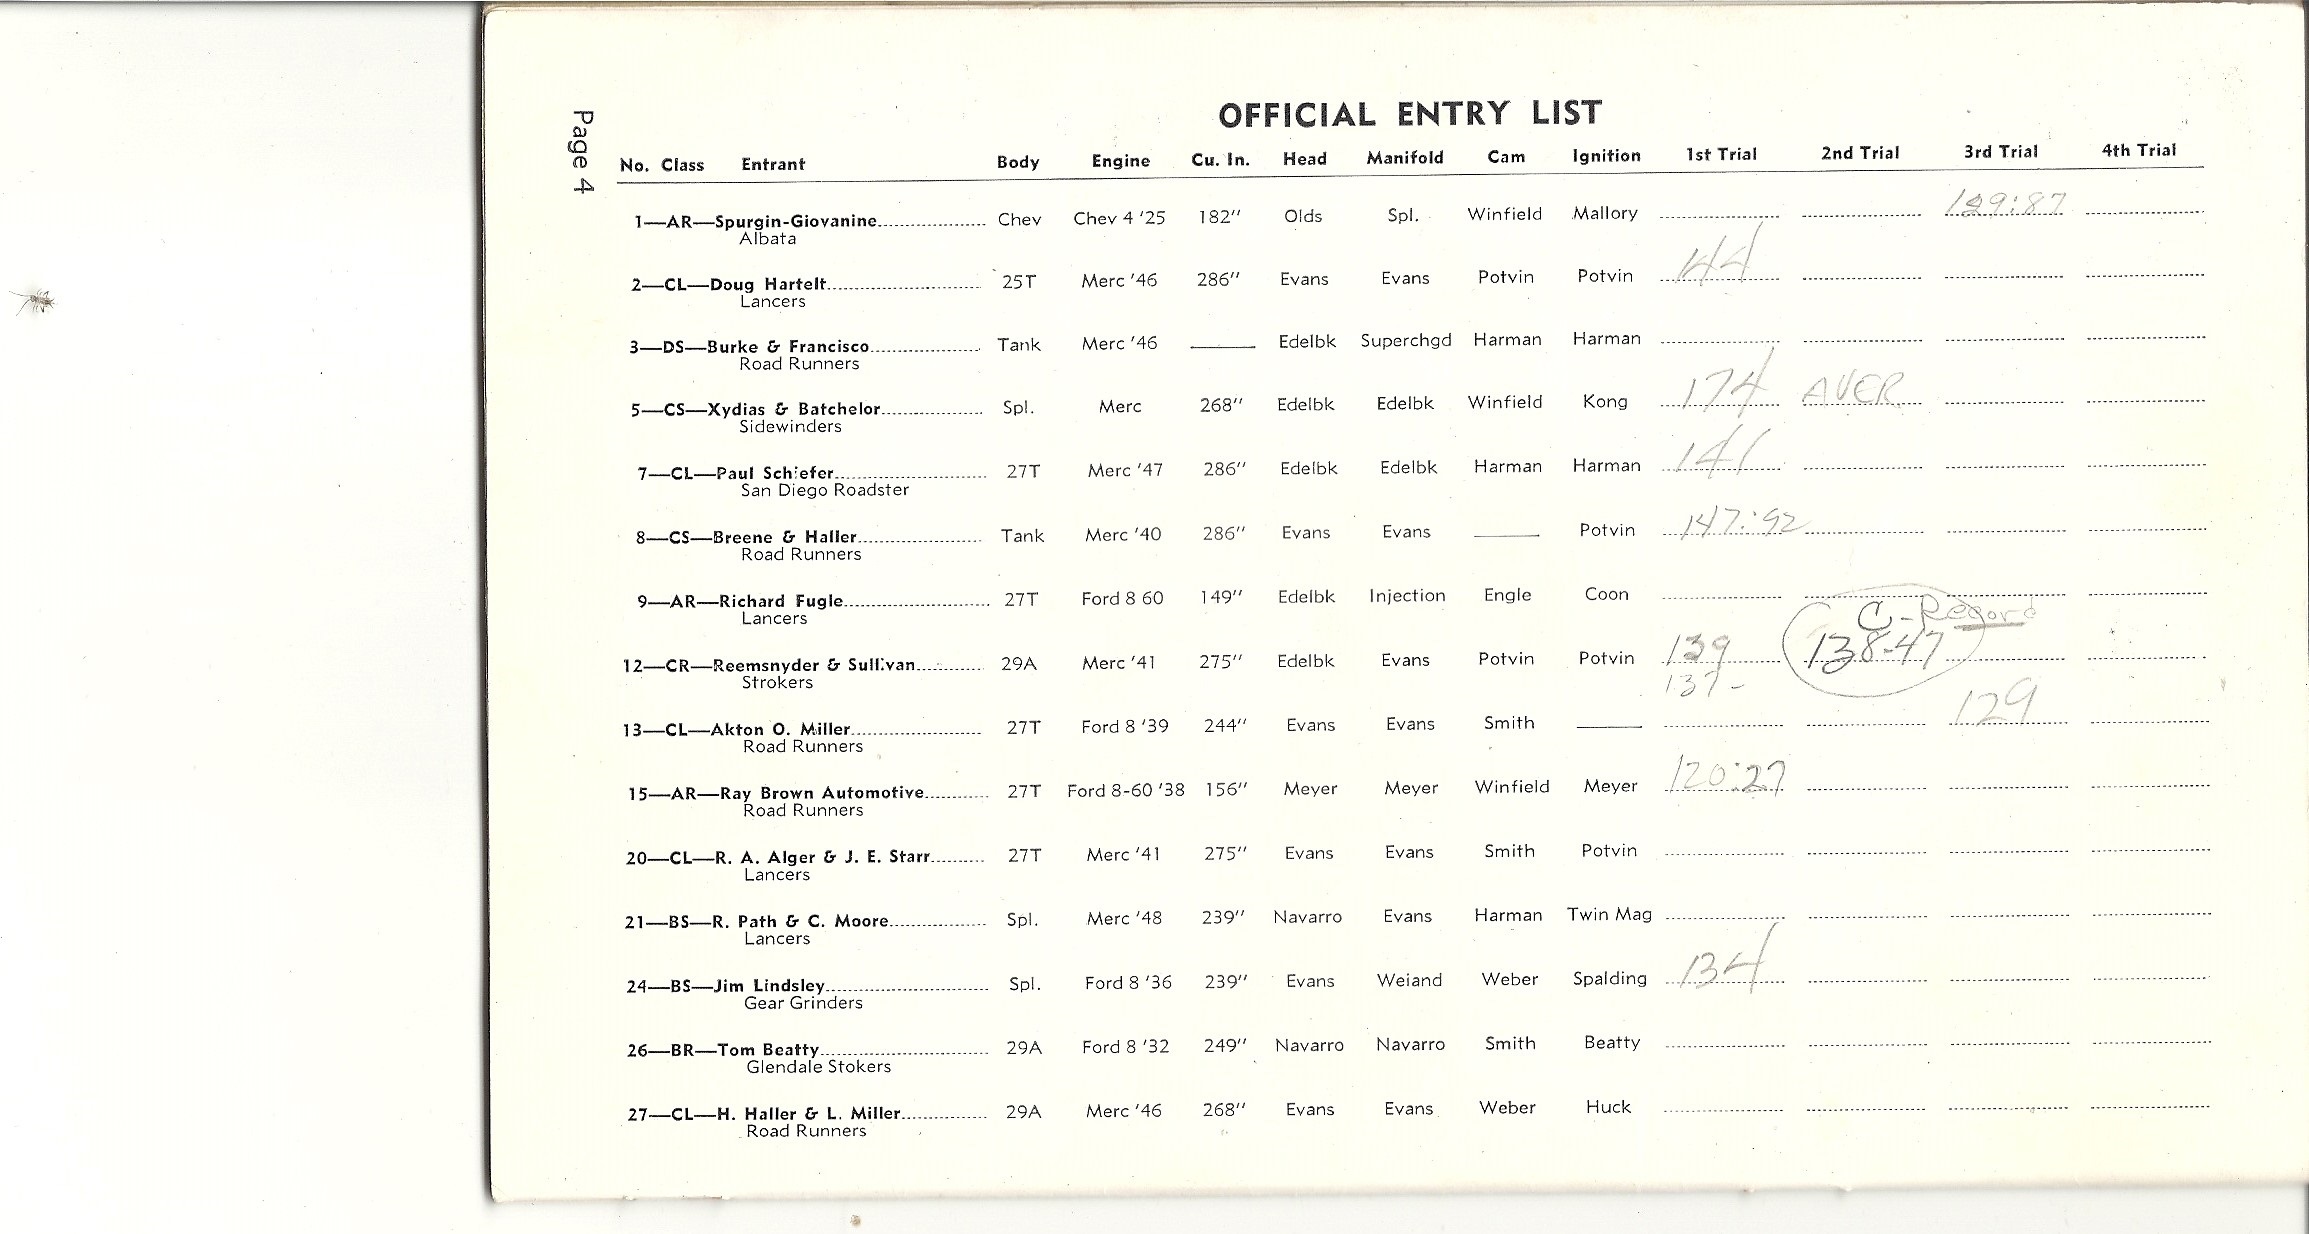 Page 4
OFFICIAL ENTRY LIST
No. Class Entrant Body Engine Cu. In. Head Manifold Cam Ignition 1st Trial 2nd Trial 3rd Trial 4th Trial
1—AR—Spurgin-Giovanine Chev Chev 4 '25 182" Olds Spl. Winfield Mallory 129:87
Albata
2—CL—Doug Hartelt 25T Merc '46 286" Evans Evans Potvin Potvin 144
Lancers
3—DS—Burke & Francisco Tank Merc '46 —— Edelbk Superchgd Harman Harman
Road Runners
5—CS—Xydias & Batchelor Spl. Merc 268" Edelbk Edelbk Winfield Kong 174 AVER
Sidewinders
7—CL—Paul Schiefer 27T Merc '47 286" Edelbk Edelbk Harman Harman 141
San Diego Roadster
8—CS—Breene & Haller Tank Merc '40 286" Evans Evans —— Potvin 147:92
Road Runners
9—AR—Richard Fugle 27T Ford 8 60 149" Edelbk Injection Engle Coon
Lancers
C-Record
12—CR—Reemsnyder & Sullivan 29A Merc '41 275" Edelbk Evans Potvin Potvin 139 138-47
Strokers 137-
13—CL—Akton O. Miller 27T Ford 8 '39 244" Evans Evans Smith —— 129
Road Runners
15—AR—Ray Brown Automotive 27T Ford 8-60 '38 156" Meyer Meyer Winfield Meyer 120:27
Road Runners
20—CL—R. A. Alger & J. E. Starr 27T Merc '41 275" Evans Evans Smith Potvin
Lancers
21—BS—R. Path & C. Moore Spl. Merc '48 239" Navarro Evans Harman Twin Mag
Lancers
24—BS—Jim Lindsley Spl. Ford 8 '36 239" Evans Weiand Weber Spalding 134
Gear Grinders
26—BR—Tom Beatty 29A Ford 8 '32 249" Navarro Navarro Smith Beatty
Glendale Stokers
27—CL—H. Haller & L. Miller 29A Merc '46 268" Evans Evans Weber Huck
Road Runners